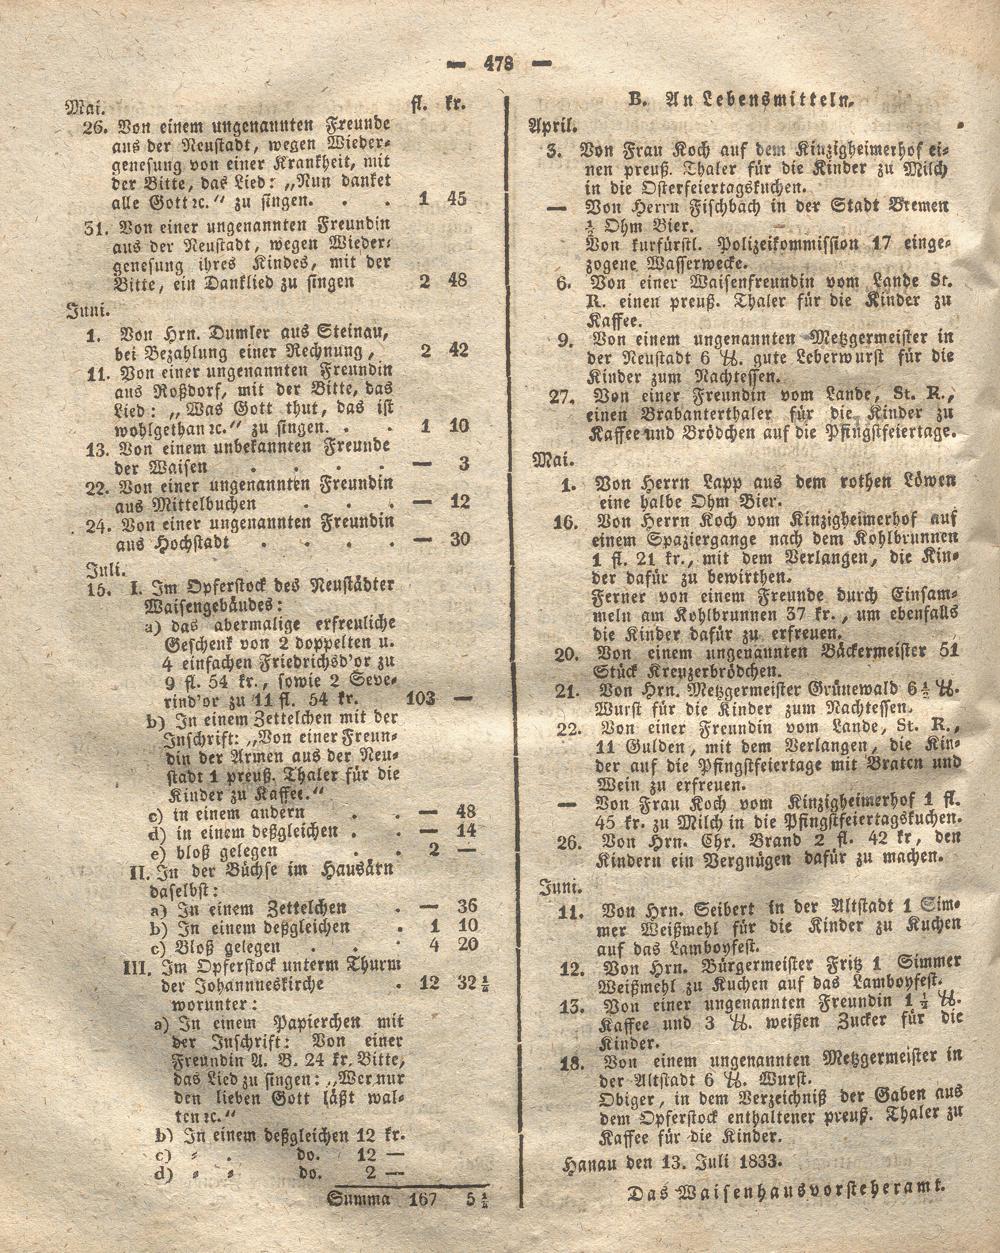 — 478 —
Mai. fl. kr.
26. Von einem ungenannten Freunde
aus der Neustadt, wegen Wieder-
genesung von einer Krankheit, mit
der Bitte, das Lied: „Nun danket
alle Gott ꝛc.“ zu singen. . . 1 45
31. Von einer ungenannten Freundin
aus der Neustadt, wegen Wieder-
genesung ihres Kindes, mit der
Bitte, ein Danklied zu singen 2 48
Juni.
1. Von Hrn. Dumler aus Steinau,
bei Bezahlung einer Rechnung, 2 42
11. Von einer ungenannten Freundin
aus Roßdorf, mit der Bitte, das
Lied: „Was Gott thut, das ist
wohlgethan ꝛc.“ zu singen. . . 1 10
13. Von einem unbekannten Freunde
der Waisen . . . . — 3
22. Von einer ungenannten Freundin
aus Mittelbuchen . . . — 12
24. Von einer ungenannten Freundin
aus Hochstadt . . . . — 30
Juli.
15. I. Im Opferstock des Neustädter
Waisengebäudes:
a) das abermalige erfreuliche
Geschenk von 2 doppelten u.
4 einfachen Friedrichsd'or zu
9 fl. 54 kr., sowie 2 Seve-
rind'or zu 11 fl. 54 kr. 103 —
b) In einem Zettelchen mit der
Inschrift: „Von einer Freun-
din der Armen aus der Neu-
stadt 1 preuß. Thaler für die
Kinder zu Kaffee.“
c) in einem andern . . — 48
d) in einem deßgleichen . . — 14
e) bloß gelegen . . 2 —
II. In der Büchse im Hausärn
daselbst:
a) In einem Zettelchen . — 36
b) In einem deßgleichen . 1 10
c) Bloß gelegen . . . 4 20
III. Im Opferstock unterm Thurm
der Johannneskirche . 12 32½
worunter:
a) In einem Papierchen mit
der Inschrift: Von einer
Freundin A. B. 24 kr. Bitte,
das Lied zu singen: „Wer nur
den lieben Gott läßt wal-
ten ꝛc.“
b) In einem deßgleichen 12 kr.
c) „ . do. 12 —
d) „ „ do. 2 —
Summa 167 5½
B. An Lebensmitteln.
April.
3. Von Frau Koch auf dem Kinzigheimerhof ei-
nen preuß. Thaler für die Kinder zu Milch
in die Osterfeiertagskuchen.
— Von Herrn Fischbach in der Stadt Bremen
½ Ohm Bier.
Von kurfürstl. Polizeikommission 17 einge-
zogene Wasserwecke.
6. Von einer Waisenfreundin vom Lande St.
R. einen preuß. Thaler für die Kinder zu
Kaffee.
9. Von einem ungenannten Metzgermeister in
der Neustadt 6 ℔. gute Leberwurst für die
Kinder zum Nachtessen.
27. Von einer Freundin vom Lande, St. R.,
einen Brabanterthaler für die Kinder zu
Kaffee und Brödchen auf die Pfingstfeiertage.
Mai.
1. Von Herrn Lapp aus dem rothen Löwen
eine halbe Ohm Bier.
16. Von Herrn Koch vom Kinzigheimerhof auf
einem Spaziergange nach dem Kohlbrunnen
1 fl. 21 kr., mit dem Verlangen, die Kin-
der dafür zu bewirthen.
Ferner von einem Freunde durch Einsam-
meln am Kohlbrunnen 37 kr., um ebenfalls
die Kinder dafür zu erfreuen.
20. Von einem ungenannten Bäckermeister 51
Stück Kreuzerbrödchen.
21. Von Hrn. Metzgermeister Grünewald 6½ ℔.
Wurst für die Kinder zum Nachtessen.
22. Von einer Freundin vom Lande, St. R.,
11 Gulden, mit dem Verlangen, die Kin-
der auf die Pfingstfeiertage mit Braten und
Wein zu erfreuen.
— Von Frau Koch vom Kinzigheimerhof 1 fl.
45 kr. zu Milch in die Pfingstfeiertagskuchen.
26. Von Hrn. Chr. Brand 2 fl. 42 kr, den
Kindern ein Vergnügen dafür zu machen.
Juni.
11. Von Hrn. Seibert in der Altstadt 1 Sim-
mer Weißmehl für die Kinder zu Kuchen
auf das Lamboyfest.
12. Von Hrn. Bürgermeister Fritz 1 Simmer
Weißmehl zu Kuchen auf das Lamboyfest.
13. Von einer ungenannten Freundin 1½ ℔.
Kaffee und 3 ℔. weißen Zucker für die
Kinder.
18. Von einem ungenannten Metzgermeister in
der Altstadt 6 ℔. Wurst.
Obiger, in dem Verzeichniß der Gaben aus
dem Opferstock enthaltener preuß. Thaler zu
Kaffee für die Kinder.
Hanau den 13. Juli 1833.
Das Waisenhausvorsteheramt.